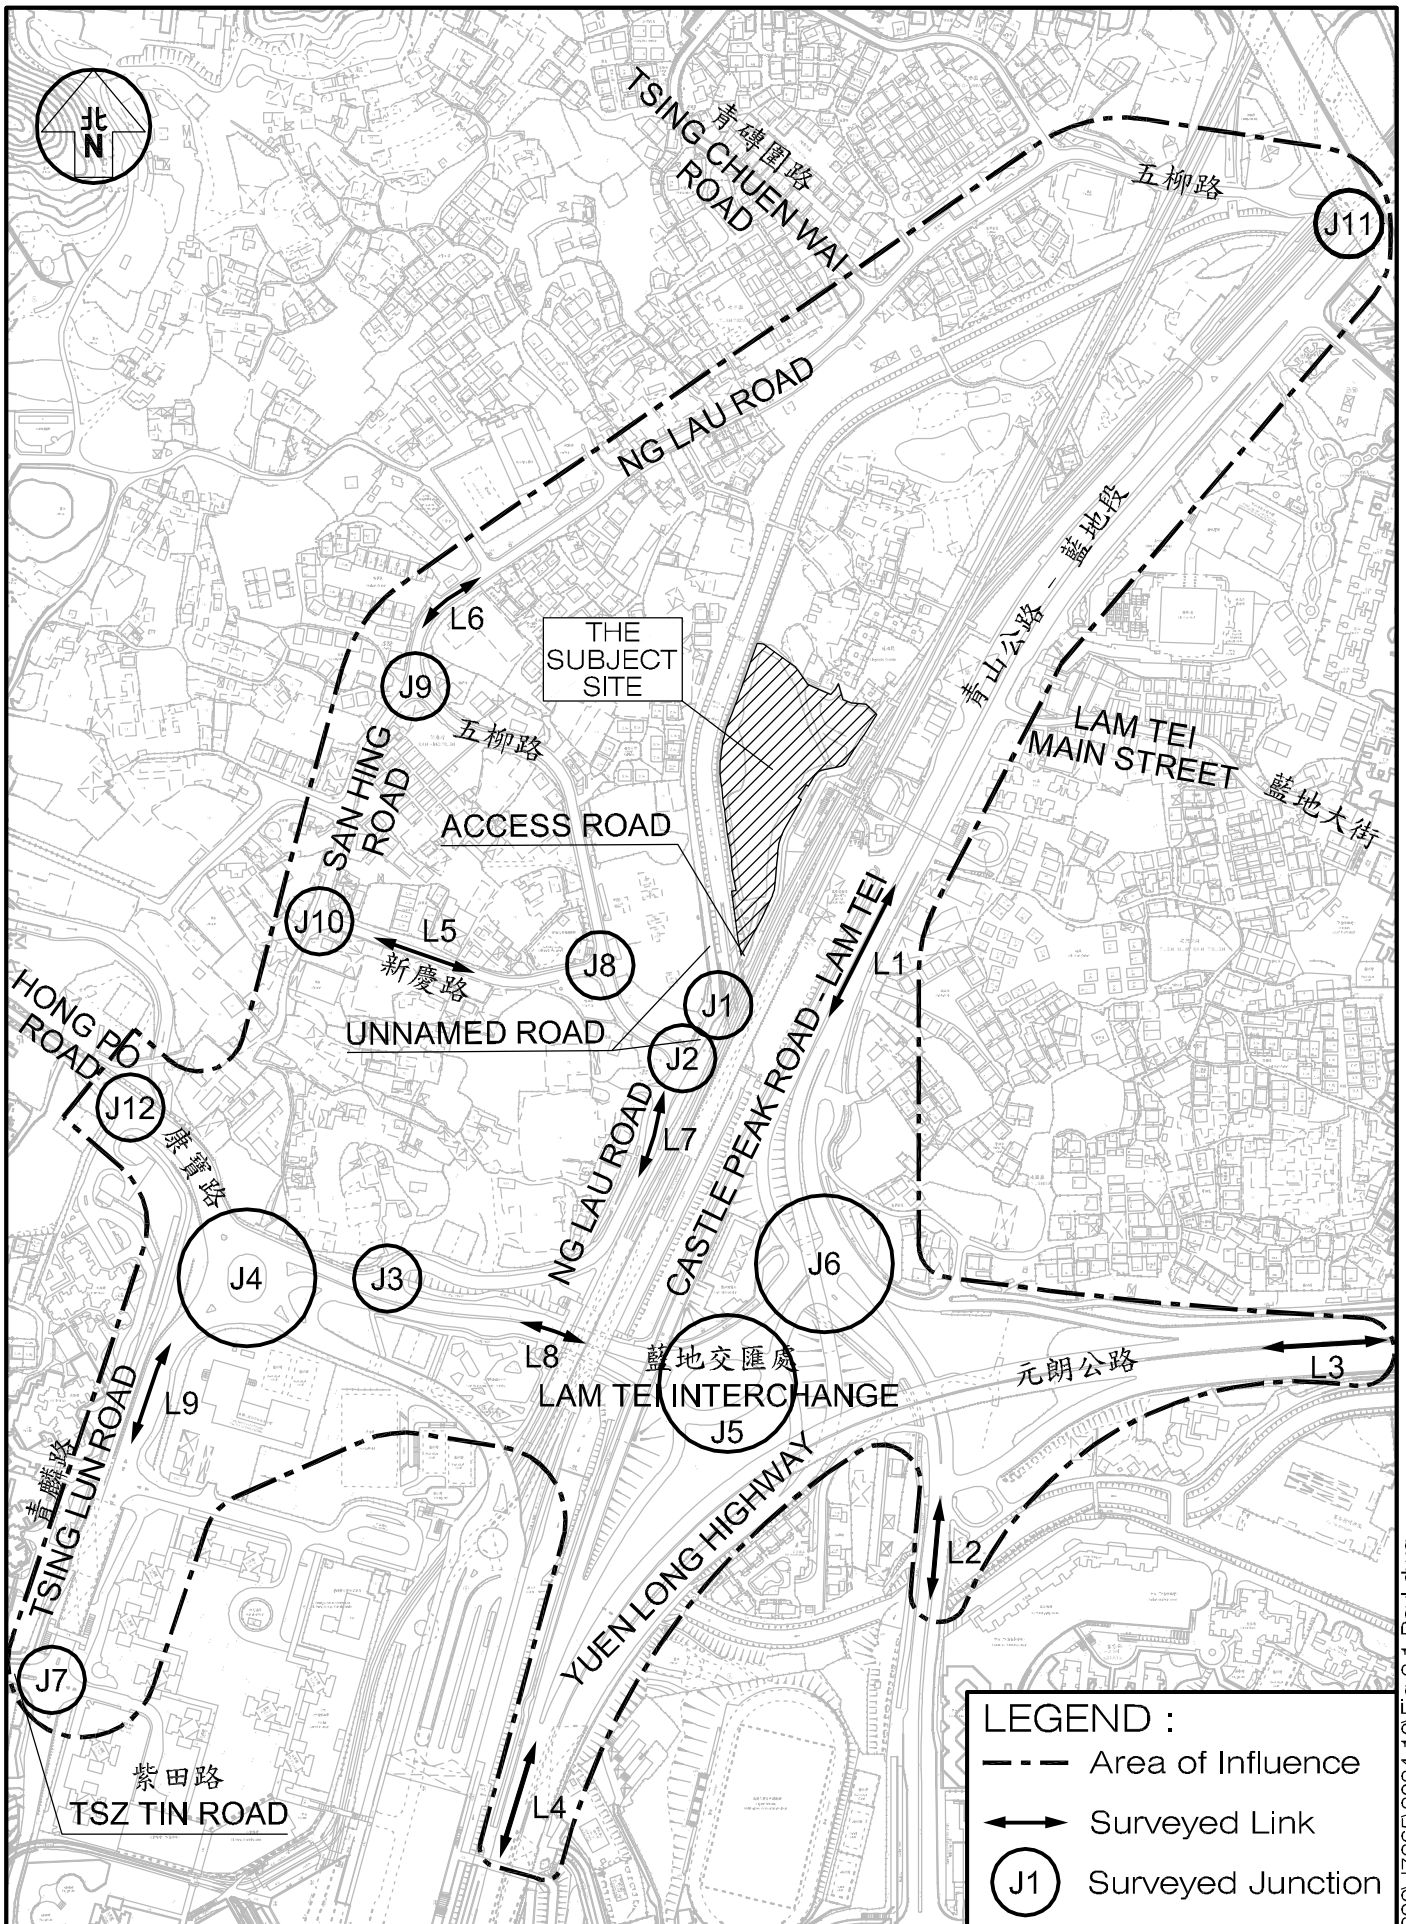 北
N
TSING CHUEN WAI
ROAD
青磚圍路
五柳路
J11
NG LAU ROAD
青山公路 - 藍地段
L6
THE
SUBJECT
SITE
J9
五柳路
LAM TEI
MAIN STREET
藍地大街
SAN HING
ROAD
ACCESS ROAD
J10
L5
新慶路
J8
L1
CASTLE PEAK ROAD - LAM TEI
J1
UNNAMED ROAD
J2
HONG PO
ROAD
J12
康寶路
NG LAU ROAD
L7
J4
J3
J6
L8
藍地交匯處
LAM TEI INTERCHANGE
J5
元朗公路
L3
L9
青麟路
TSING LUN ROAD
YUEN LONG HIGHWAY
L2
J7
紫田路
TSZ TIN ROAD
L4
LEGEND :
Area of Influence
Surveyed Link
J1
Surveyed Junction